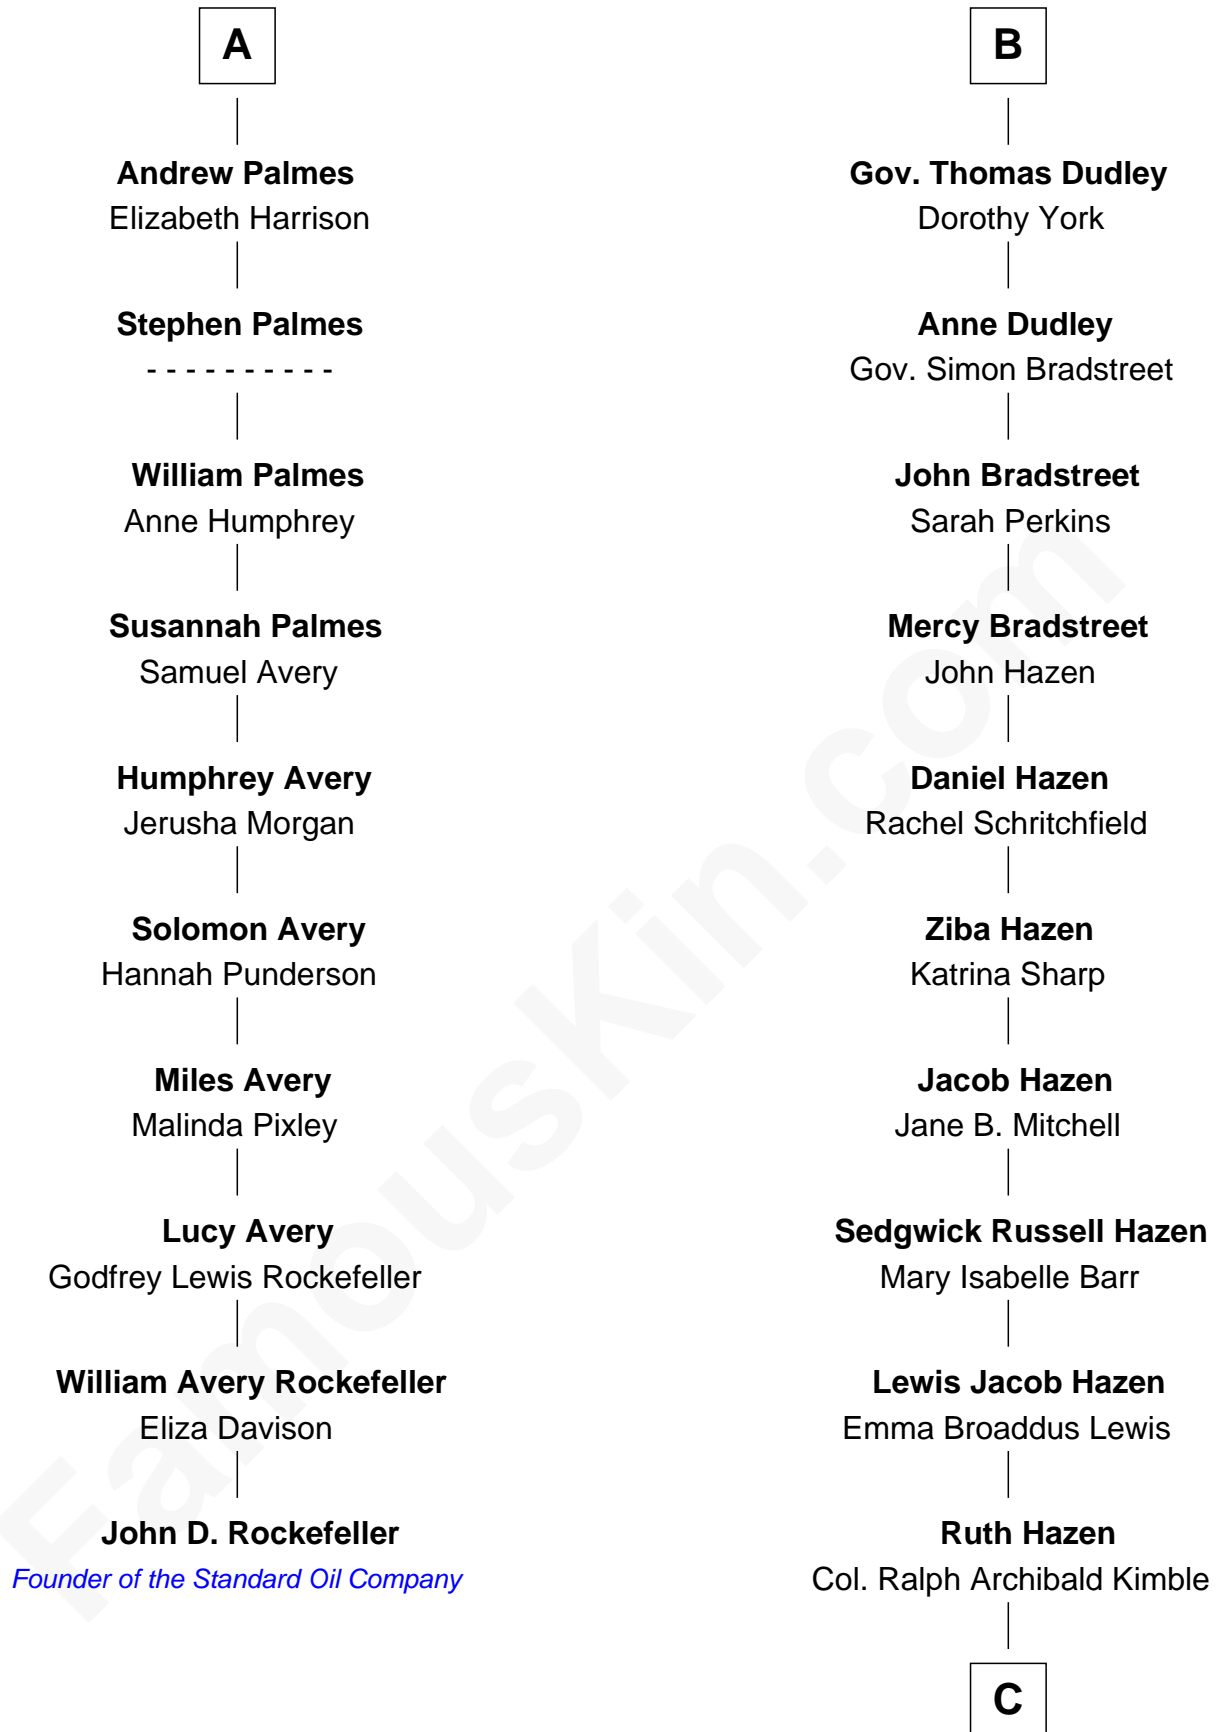 A
Andrew Palmes
Elizabeth Harrison
Stephen Palmes
- - - - - - - - - -
William Palmes
Anne Humphrey
Susannah Palmes
Samuel Avery
Humphrey Avery
Jerusha Morgan
Solomon Avery
Hannah Punderson
Miles Avery
Malinda Pixley
Lucy Avery
Godfrey Lewis Rockefeller
William Avery Rockefeller
Eliza Davison
John D. Rockefeller
Founder of the Standard Oil Company
B
Gov. Thomas Dudley
Dorothy York
Anne Dudley
Gov. Simon Bradstreet
John Bradstreet
Sarah Perkins
Mercy Bradstreet
John Hazen
Daniel Hazen
Rachel Schritchfield
Ziba Hazen
Katrina Sharp
Jacob Hazen
Jane B. Mitchell
Sedgwick Russell Hazen
Mary Isabelle Barr
Lewis Jacob Hazen
Emma Broaddus Lewis
Ruth Hazen
Col. Ralph Archibald Kimble
C
FamousKin.com